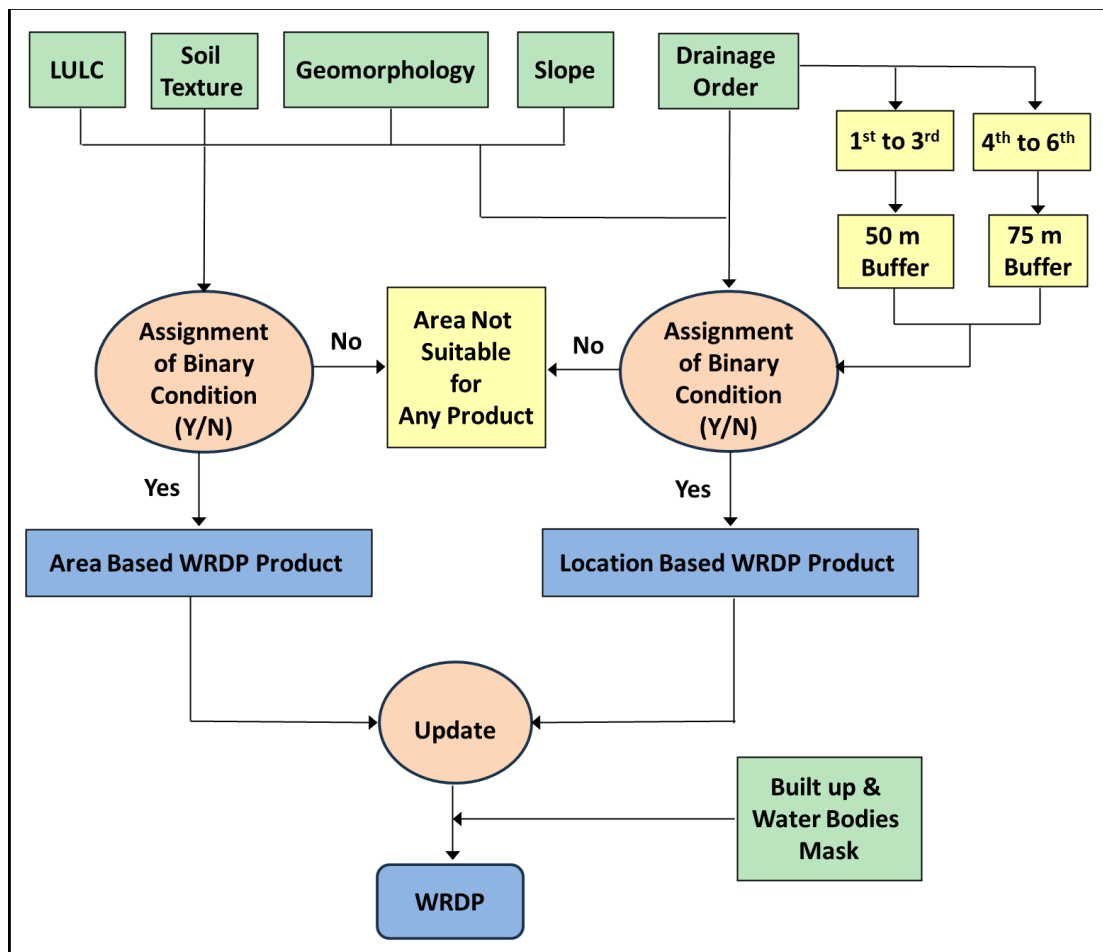 LULC
Soil
Texture
Geomorphology
Slope
Drainage
Order
1st to 3rd
4th to 6th
50 m
Buffer
75 m
Buffer
Assignment
of Binary
Condition
(Y/N)
No
Area Not
Suitable
for
Any Product
No
Assignment
of Binary
Condition
(Y/N)
Yes
Yes
Area Based WRDP Product
Location Based WRDP Product
Update
Built up &
Water Bodies
Mask
WRDP